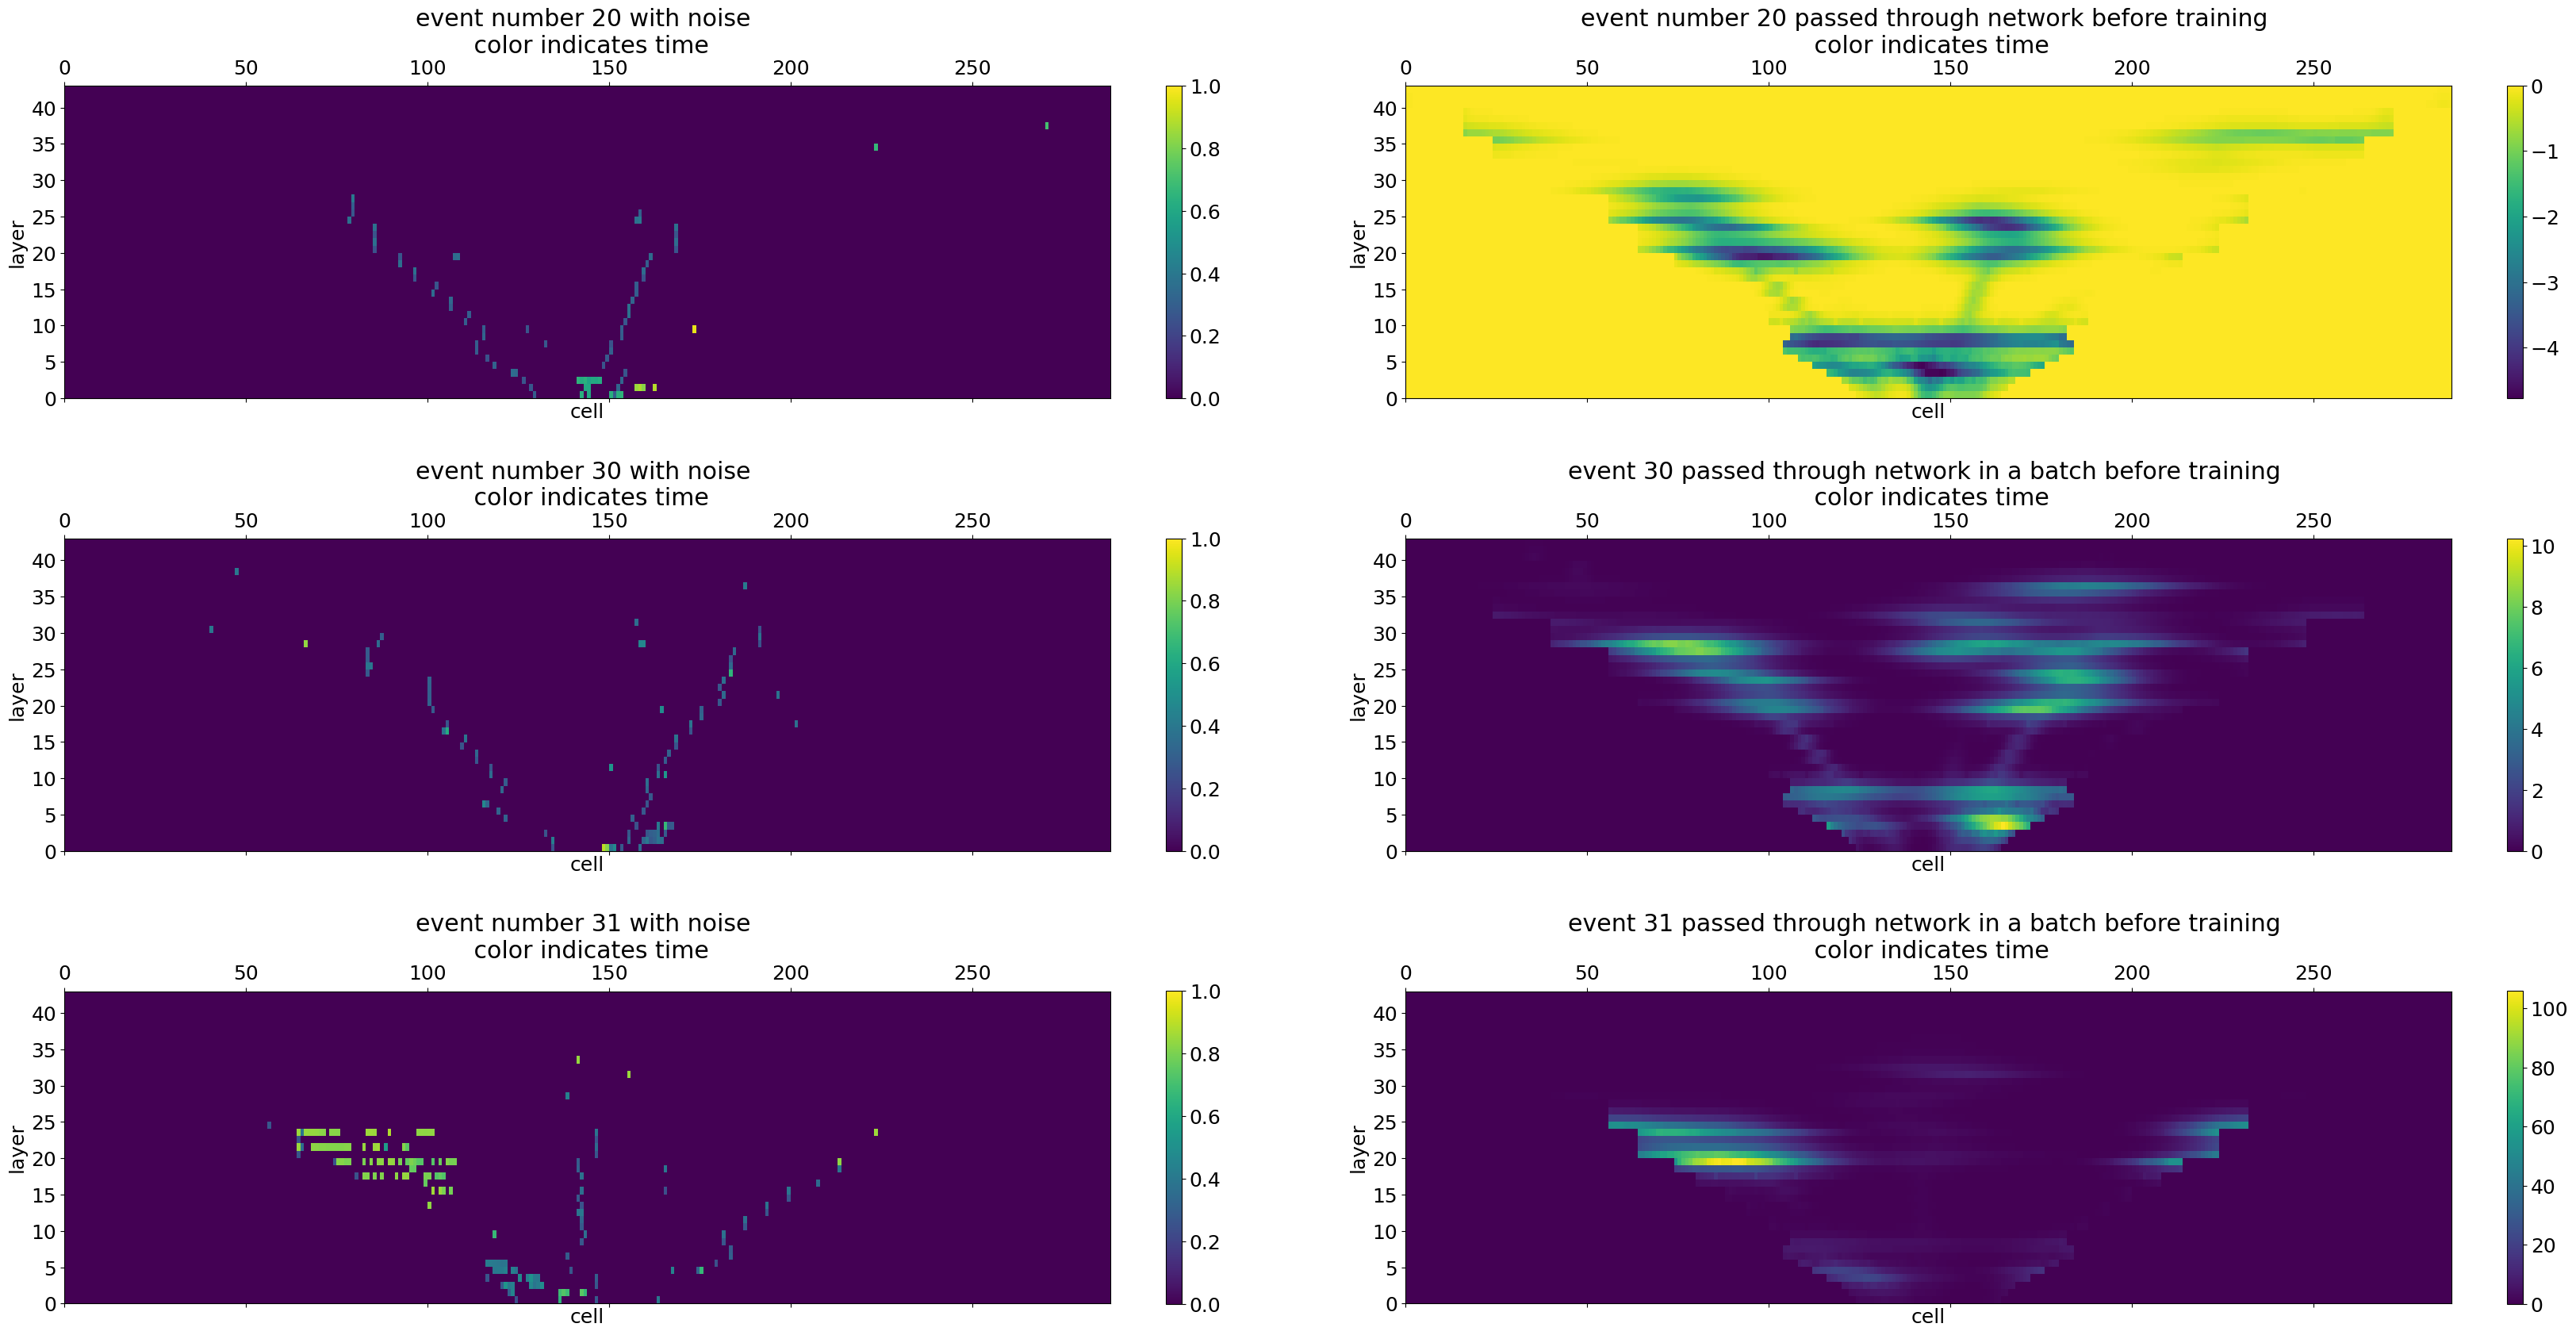 event number 20 with noise
color indicates time
0 50 100 150 200 250
40
35
30
25
20
15
10
5
0
layer
cell
1.0
0.8
0.6
0.4
0.2
0.0
event number 20 passed through network before training
color indicates time
0 50 100 150 200 250
40
35
30
25
20
15
10
5
0
layer
cell
0
−1
−2
−3
−4
event number 30 with noise
color indicates time
0 50 100 150 200 250
40
35
30
25
20
15
10
5
0
layer
cell
1.0
0.8
0.6
0.4
0.2
0.0
event 30 passed through network in a batch before training
color indicates time
0 50 100 150 200 250
40
35
30
25
20
15
10
5
0
layer
cell
10
8
6
4
2
0
event number 31 with noise
color indicates time
0 50 100 150 200 250
40
35
30
25
20
15
10
5
0
layer
cell
1.0
0.8
0.6
0.4
0.2
0.0
event 31 passed through network in a batch before training
color indicates time
0 50 100 150 200 250
40
35
30
25
20
15
10
5
0
layer
cell
100
80
60
40
20
0